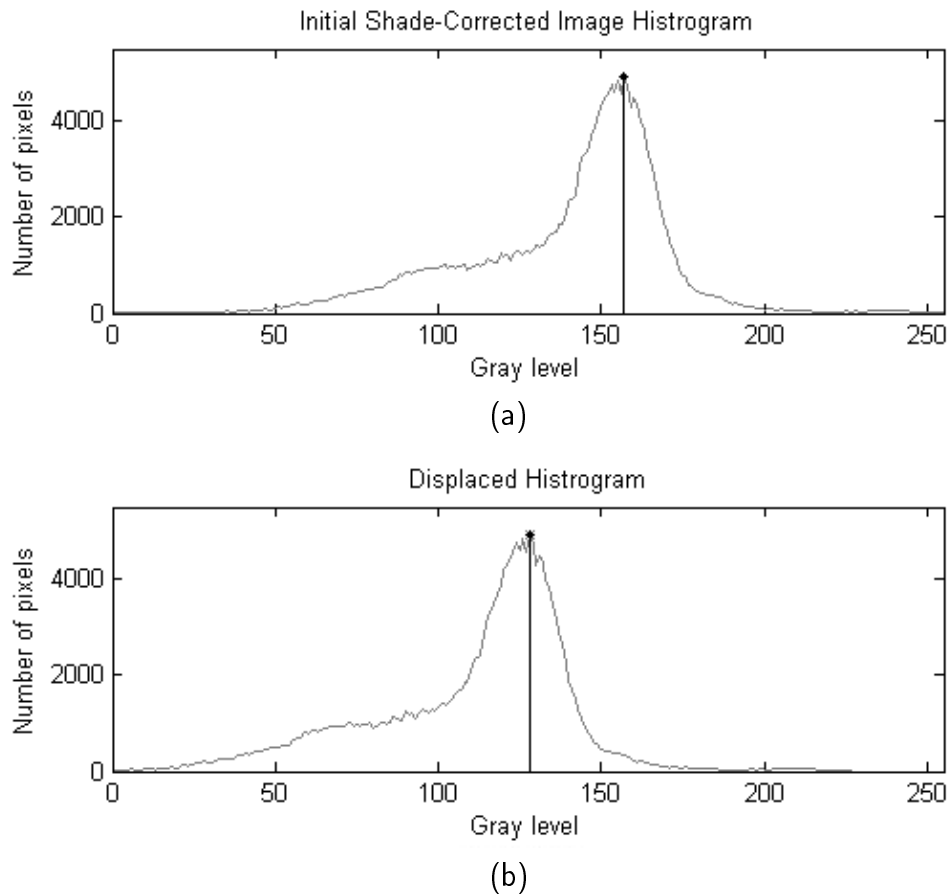 Initial Shade-Corrected Image Histrogram
Number of pixels
4000
2000
0
0 50 100 150 200 250
Gray level
(a)
Displaced Histrogram
Number of pixels
4000
2000
0
0 50 100 150 200 250
Gray level
(b)